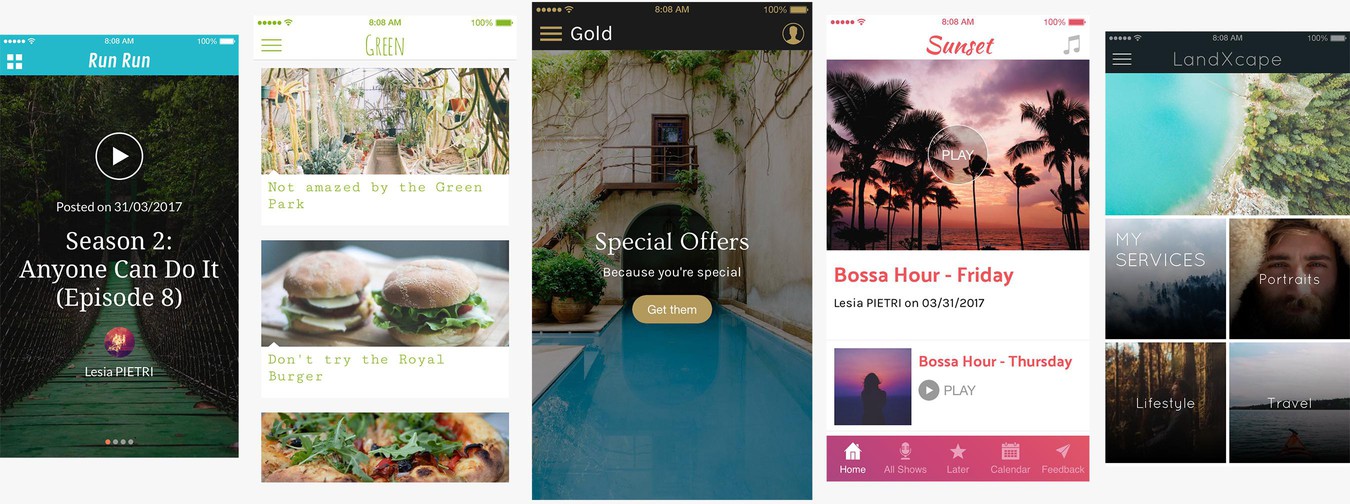 8:08 AM
100%
Run Run
Posted on 31/03/2017
Season 2:
Anyone Can Do It
(Episode 8)
Lesia PIETRI
8:08 AM
100%
Green
Not amazed by the Green
Park
Don't try the Royal
Burger
8:08 AM
100%
Gold
Special Offers
Because you're special
Get them
8:08 AM
100%
Sunset
PLAY
Bossa Hour - Friday
Lesia PIETRI on 03/31/2017
Bossa Hour - Thursday
PLAY
Home
All Shows
Later
Calendar
Feedback
8:08 AM
100%
LandXcape
MY
SERVICES
Portraits
Lifestyle
Travel